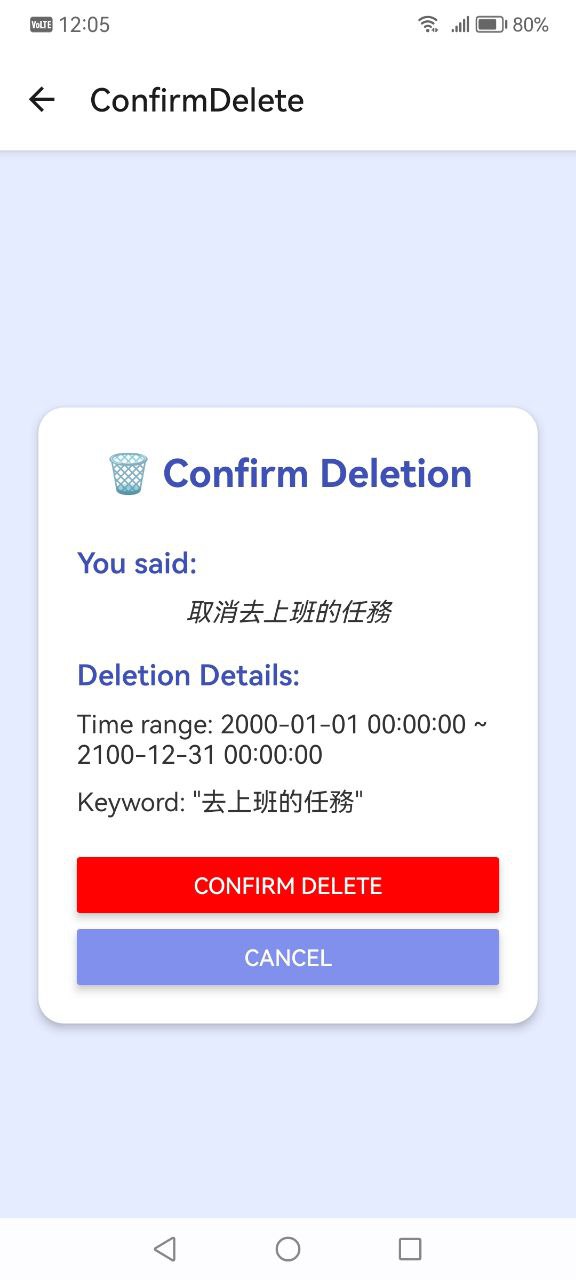 VoLTE 12:05 80%
ConfirmDelete
Confirm Deletion
You said:
取消去上班的任務
Deletion Details:
Time range: 2000-01-01 00:00:00 ~
2100-12-31 00:00:00
Keyword: "去上班的任務"
CONFIRM DELETE
CANCEL